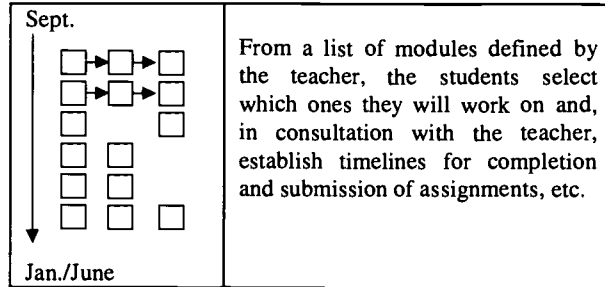 Sept.
Jan./June
From a list of modules defined by
the teacher, the students select
which ones they will work on and,
in consultation with the teacher,
establish timelines for completion
and submission of assignments, etc.